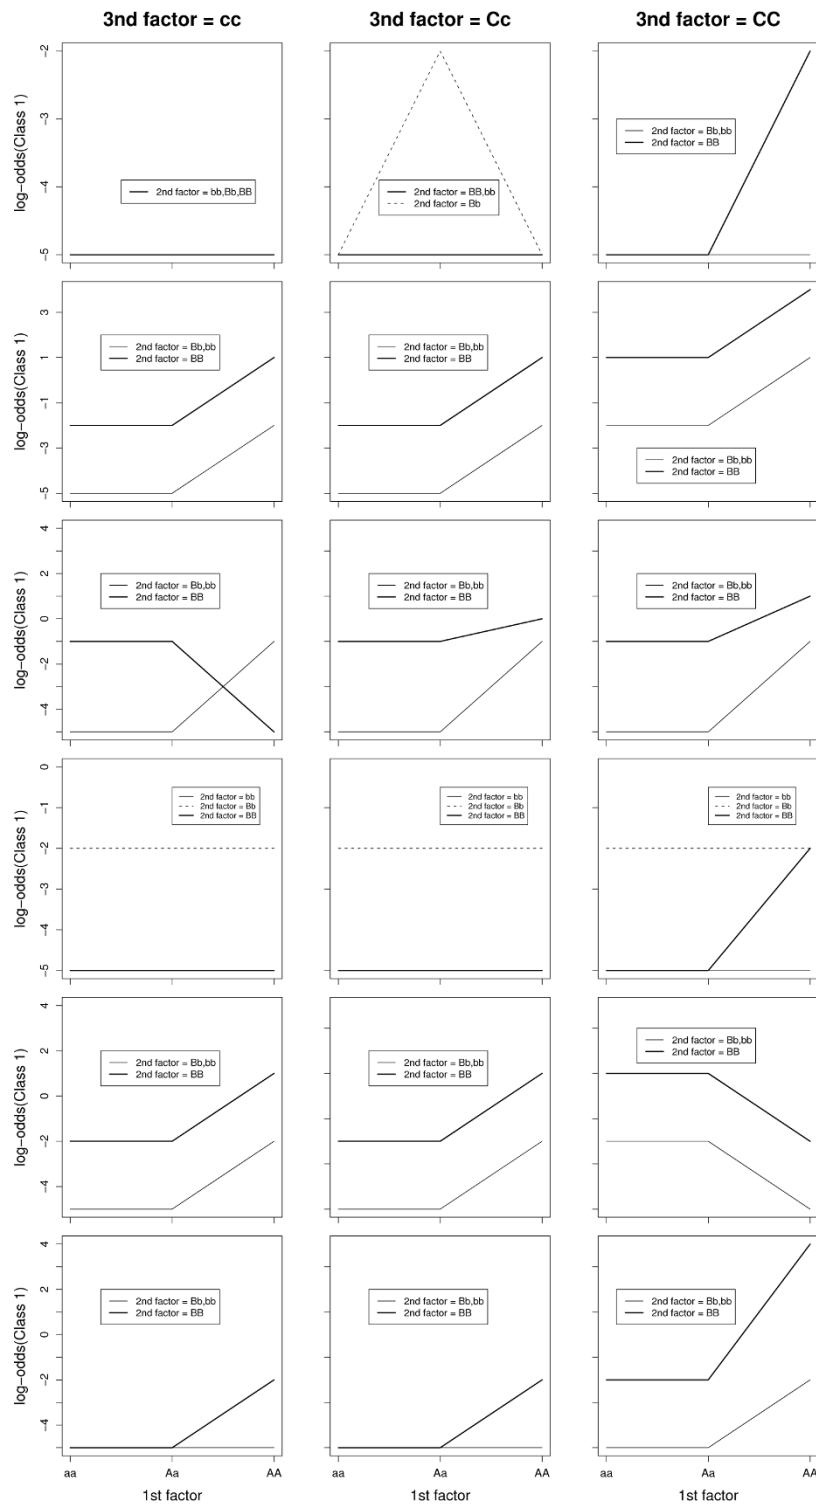 3nd factor = cc
3nd factor = Cc
3nd factor = CC
log−odds(Class 1)
−2
−3
−4
−5
2nd factor = bb,Bb,BB
2nd factor = BB,bb
2nd factor = Bb
2nd factor = Bb,bb
2nd factor = BB
log−odds(Class 1)
3
1
−1
−3
−5
2nd factor = Bb,bb
2nd factor = BB
2nd factor = Bb,bb
2nd factor = BB
2nd factor = Bb,bb
2nd factor = BB
log−odds(Class 1)
4
2
0
−2
−4
2nd factor = Bb,bb
2nd factor = BB
2nd factor = Bb,bb
2nd factor = BB
2nd factor = Bb,bb
2nd factor = BB
log−odds(Class 1)
0
−1
−2
−3
−4
−5
2nd factor = bb
2nd factor = Bb
2nd factor = BB
2nd factor = bb
2nd factor = Bb
2nd factor = BB
2nd factor = bb
2nd factor = Bb
2nd factor = BB
log−odds(Class 1)
4
2
0
−2
−4
2nd factor = Bb,bb
2nd factor = BB
2nd factor = Bb,bb
2nd factor = BB
2nd factor = Bb,bb
2nd factor = BB
log−odds(Class 1)
4
2
0
−2
−4
2nd factor = Bb,bb
2nd factor = BB
2nd factor = Bb,bb
2nd factor = BB
2nd factor = Bb,bb
2nd factor = BB
aa Aa AA
aa Aa AA
aa Aa AA
1st factor
1st factor
1st factor